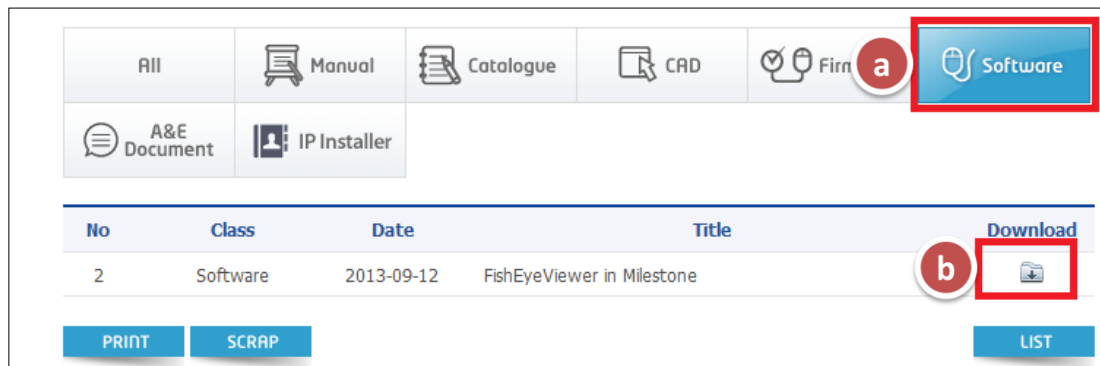 All
Manual
Catalogue
CAD
Firm
a
Software
A&E
Document
IP Installer
No Class Date Title Download
2 Software 2013-09-12 FishEyeViewer in Milestone
b
PRINT SCRAP LIST